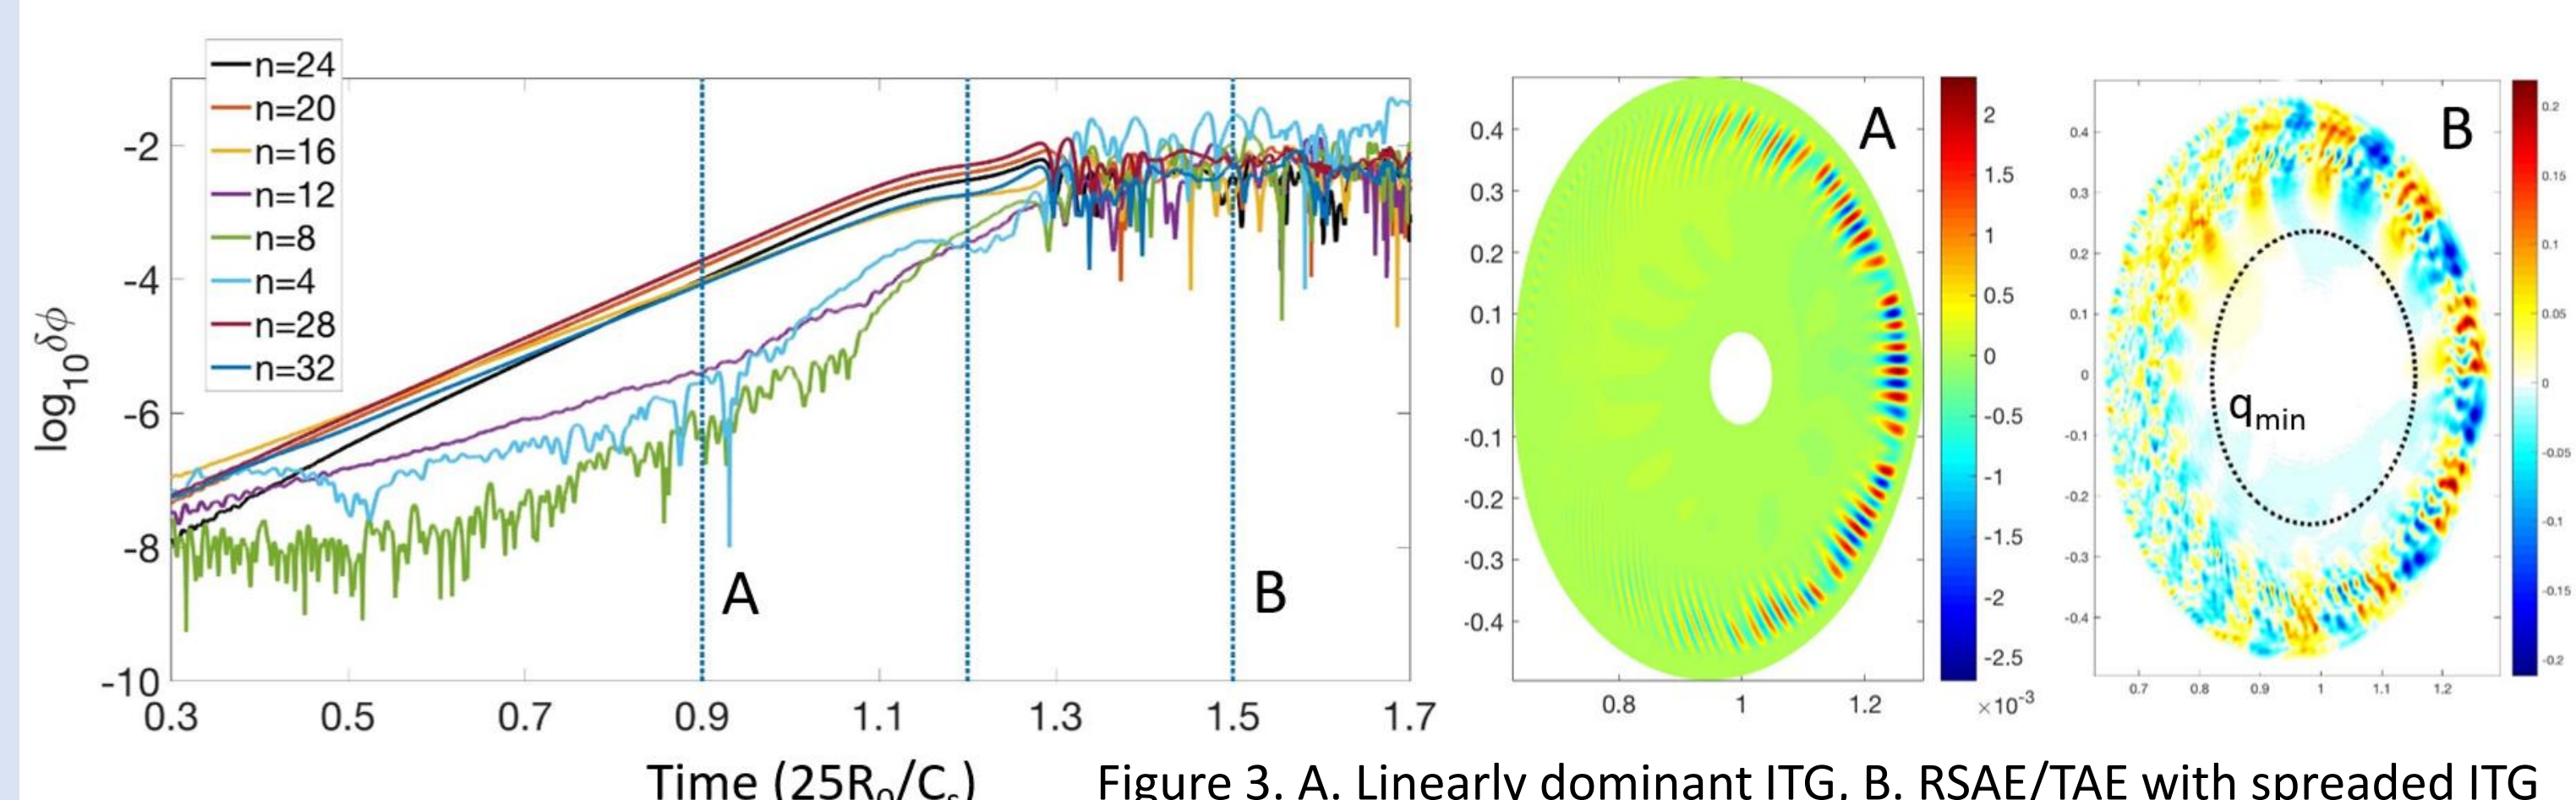 n=24
n=20
n=16
n=12
n=8
n=4
n=28
n=32
log10δϕ
-2
-4
-6
-8
-10
0.3 0.5 0.7 0.9 1.1 1.3 1.5 1.7
A
B
Time (25R0/Cs)
A
0.4
0.3
0.2
0.1
0
-0.1
-0.2
-0.3
-0.4
0.8 1 1.2
2
1.5
1
0.5
0
-0.5
-1
-1.5
-2
-2.5
×10-3
B
qmin
0.4
0.3
0.2
0.1
0
-0.1
-0.2
-0.3
-0.4
0.7 0.8 0.9 1 1.1 1.2
0.2
0.15
0.1
0.05
0
-0.05
-0.1
-0.15
-0.2
Figure 3. A. Linearly dominant ITG, B. RSAE/TAE with spreaded ITG